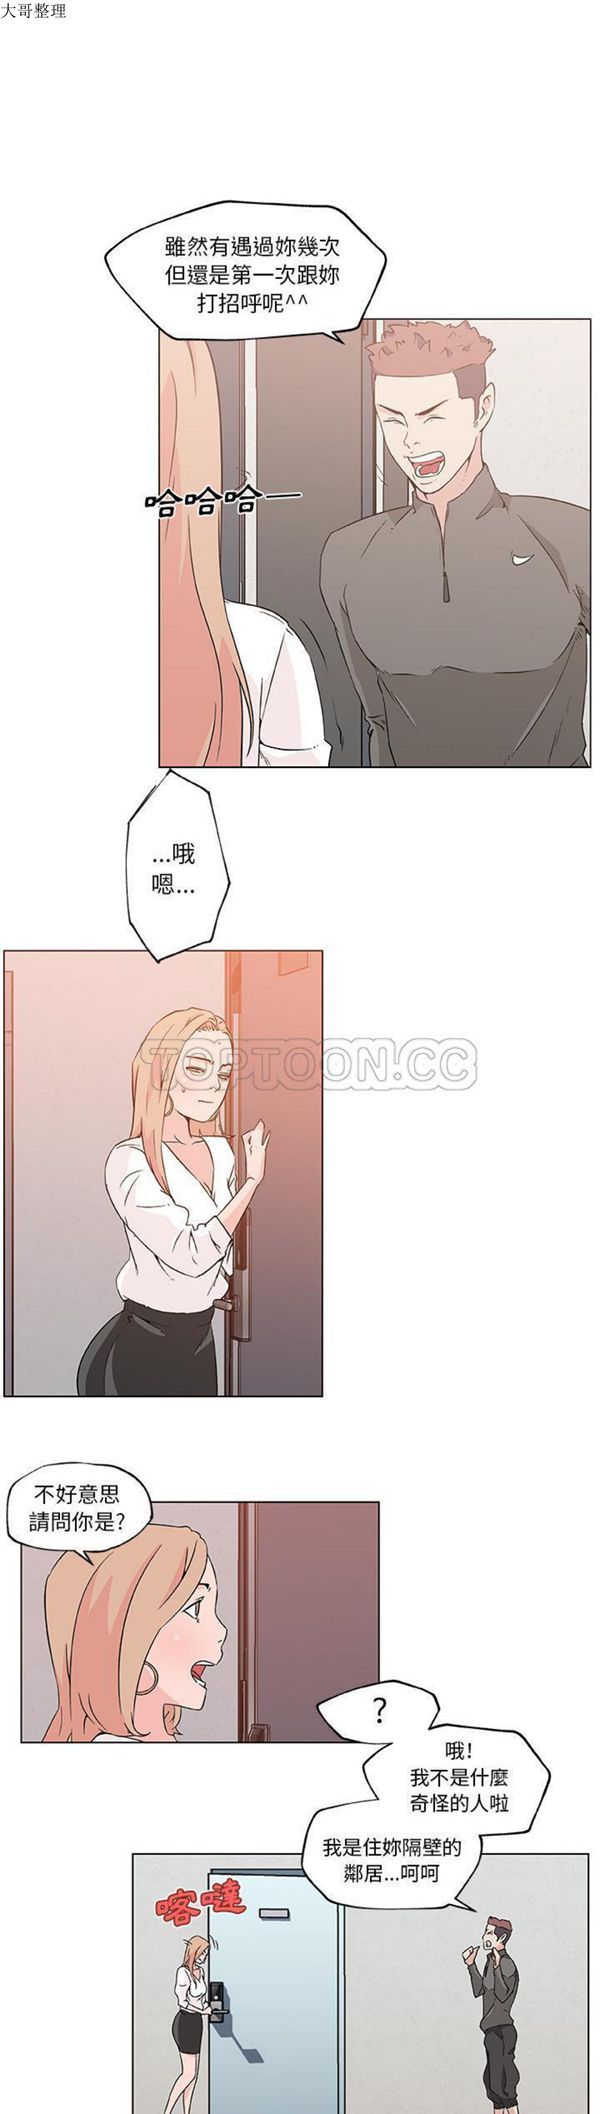 大哥整理
雖然有遇過妳幾次
但還是第一次跟妳
打招呼呢^^
哈哈哈—
...哦
嗯...
TOPTOON.CC
不好意思
請問你是?
?
哦!
我不是什麼
奇怪的人啦
我是住妳隔壁的
鄰居...呵呵
喀噠